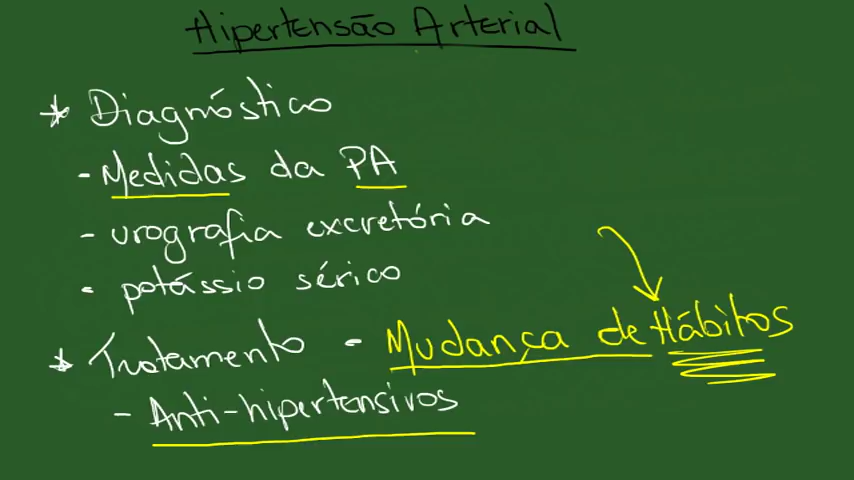 Hipertensão Arterial
* Diagnóstico
- Medidas da PA
- urografia excretória
- potássio sérico
* Tratamento - Mudança de Hábitos
- Anti-hipertensivos